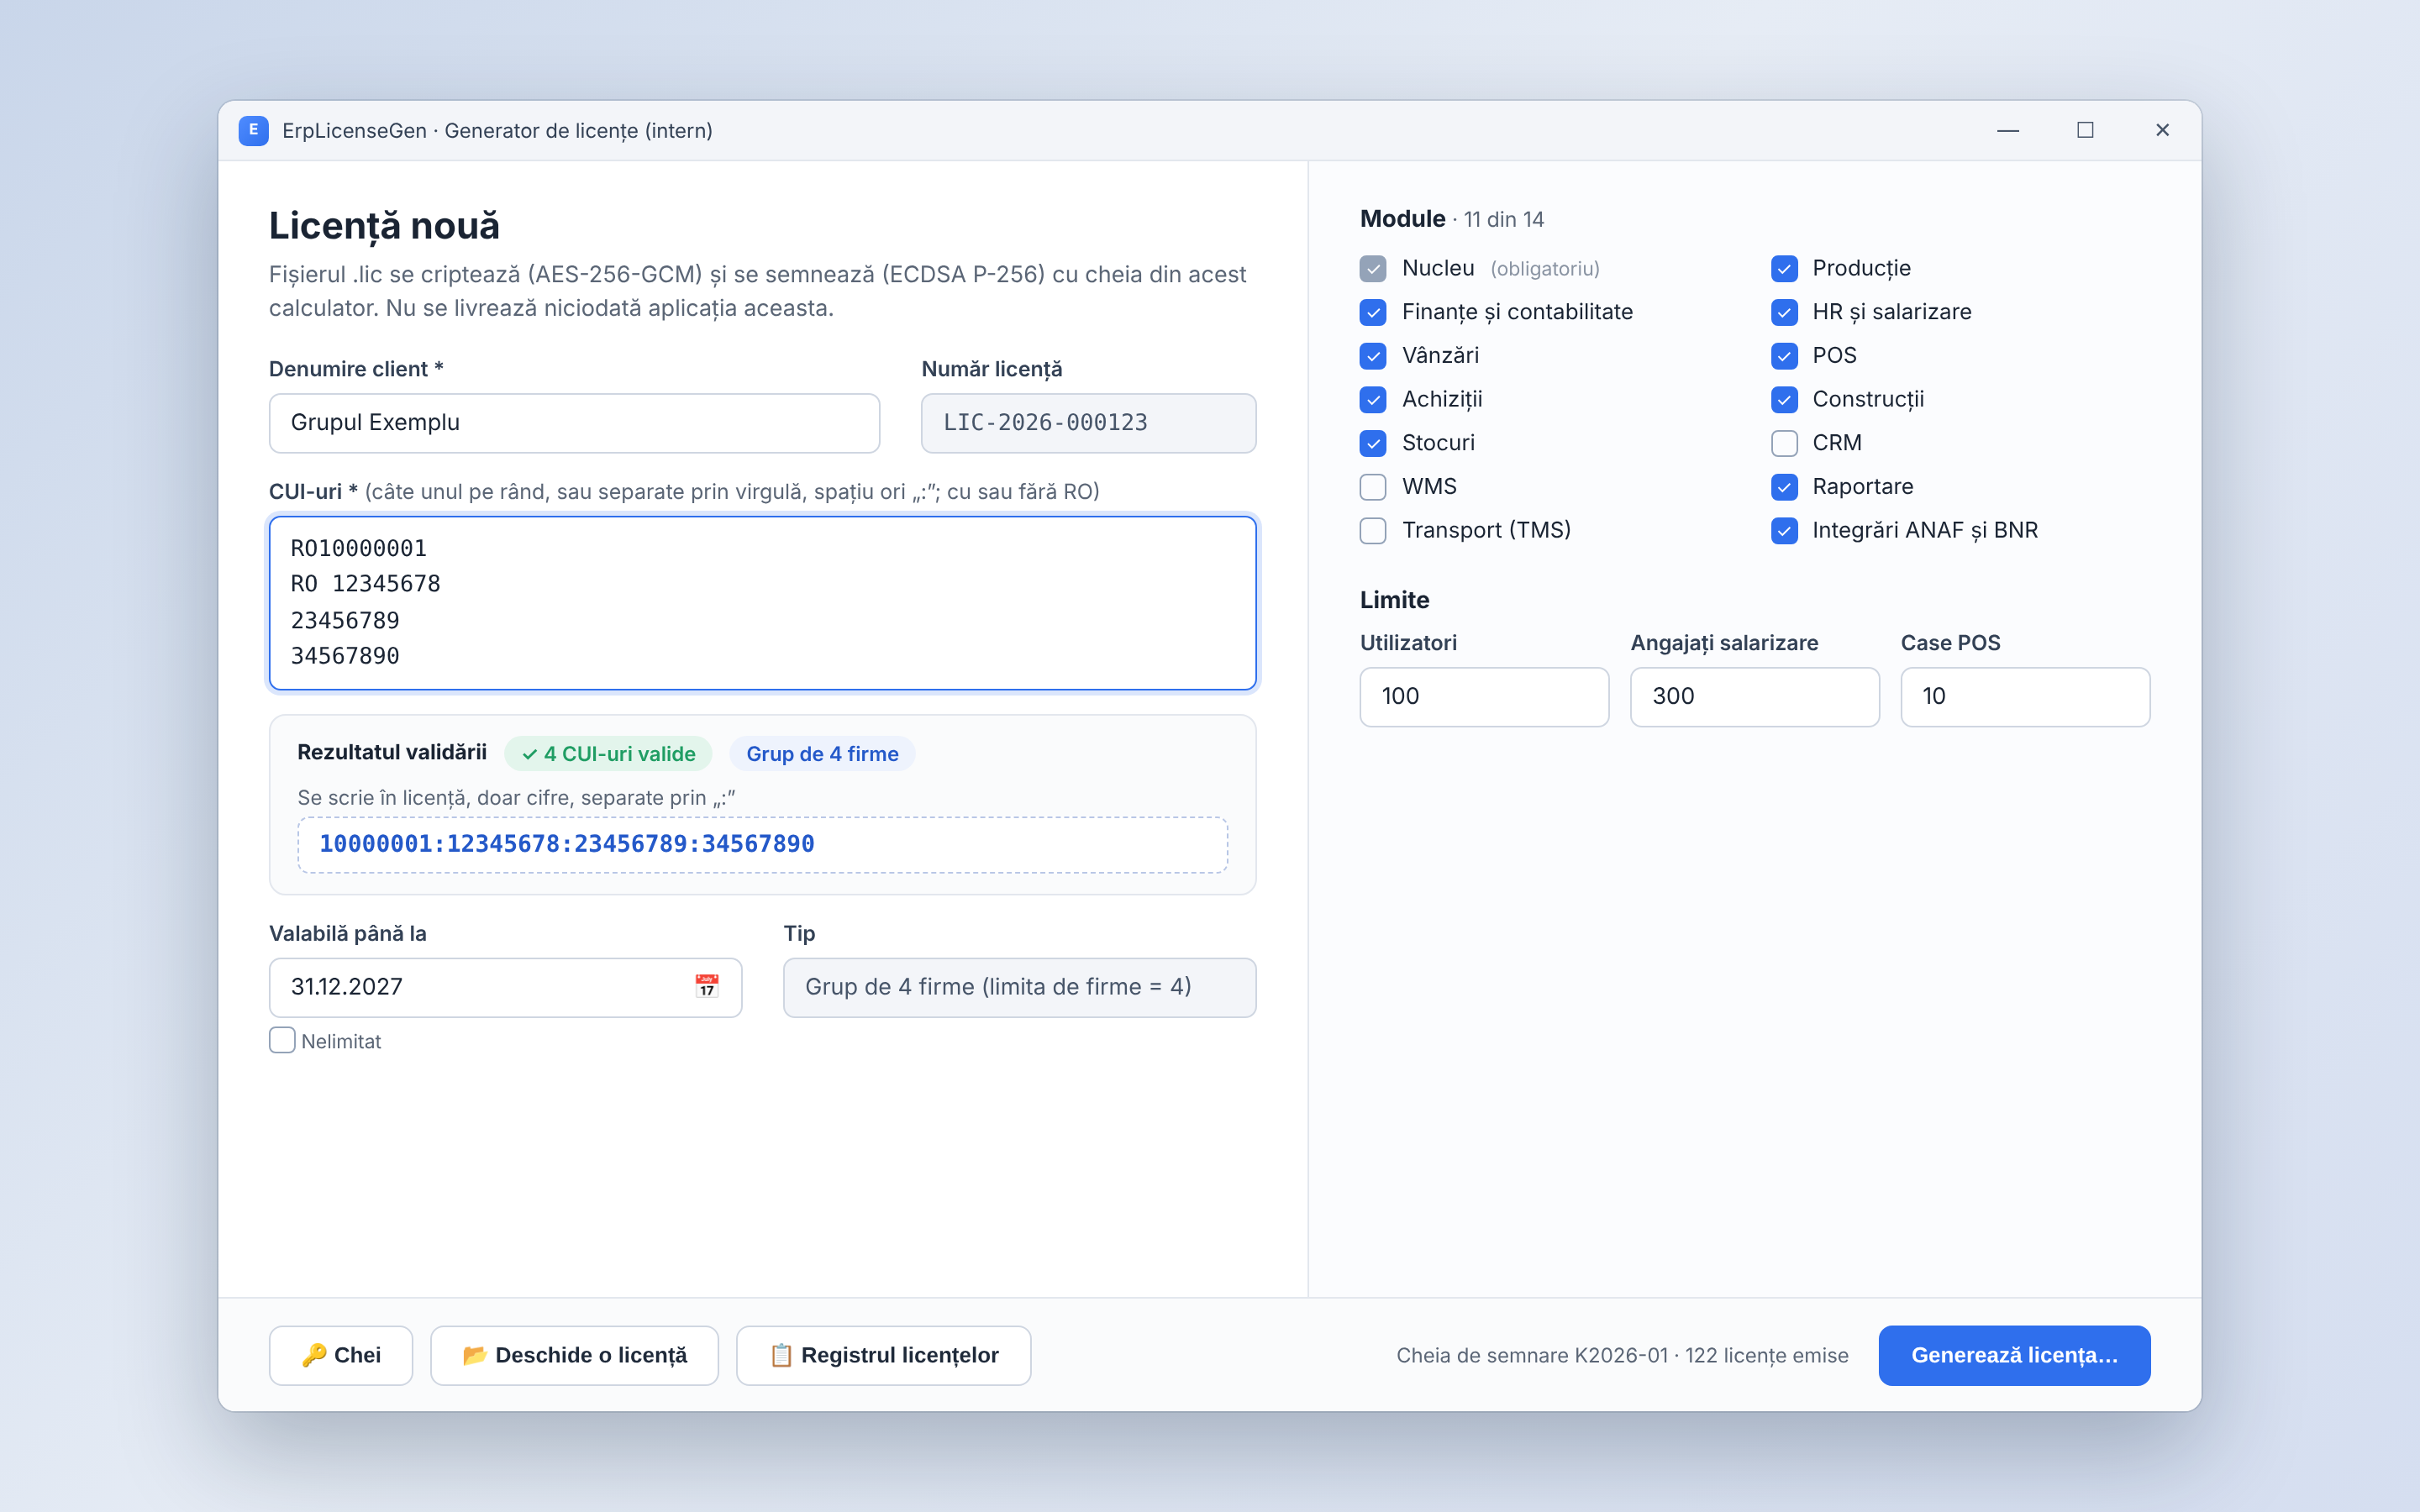 E ErpLicenseGen · Generator de licențe (intern)
Licență nouă
Fișierul .lic se criptează (AES-256-GCM) și se semnează (ECDSA P-256) cu cheia din acest
calculator. Nu se livrează niciodată aplicația aceasta.
Denumire client *
Număr licență
Grupul Exemplu
LIC-2026-000123
CUI-uri * (câte unul pe rând, sau separate prin virgulă, spațiu ori „:”; cu sau fără RO)
RO10000001
RO 12345678
23456789
34567890
Rezultatul validării ✓ 4 CUI-uri valide Grup de 4 firme
Se scrie în licență, doar cifre, separate prin „:”
10000001:12345678:23456789:34567890
Valabilă până la
Tip
31.12.2027
Grup de 4 firme (limita de firme = 4)
Nelimitat
Module · 11 din 14
Nucleu (obligatoriu)
Producție
Finanțe și contabilitate
HR și salarizare
Vânzări
POS
Achiziții
Construcții
Stocuri
CRM
WMS
Raportare
Transport (TMS)
Integrări ANAF și BNR
Limite
Utilizatori
Angajați salarizare
Case POS
100
300
10
Chei
Deschide o licență
Registrul licențelor
Cheia de semnare K2026-01 · 122 licențe emise
Generează licența...